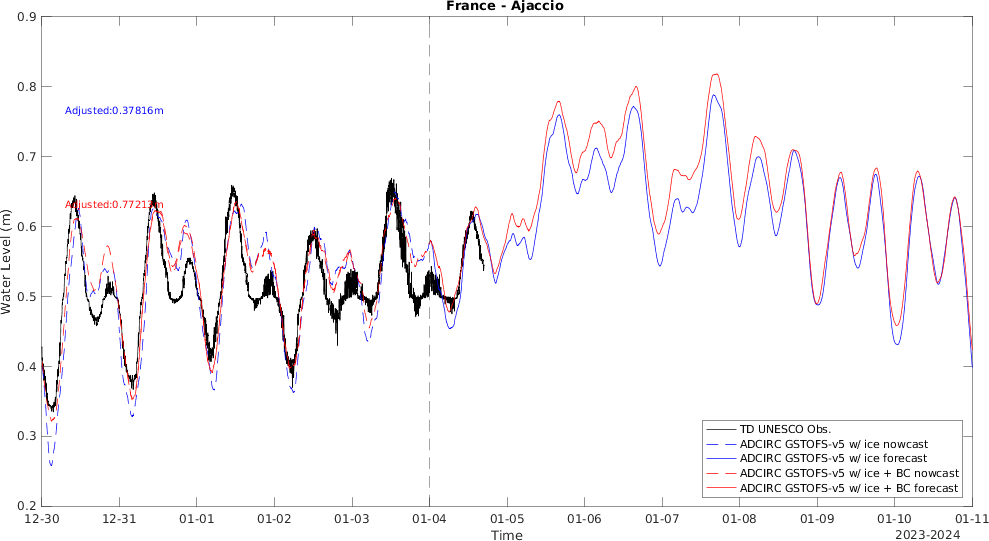 France - Ajaccio
0.9
0.8
0.7
0.6
0.5
0.4
0.3
0.2
Water Level (m)
Adjusted:0.37816m
12-30 12-31 01-01 01-02 01-03 01-04 01-05 01-06 01-07 01-08 01-09 01-10 01-11
Time
2023-2024
TD UNESCO Obs.
ADCIRC GSTOFS-v5 w/ ice nowcast
ADCIRC GSTOFS-v5 w/ ice forecast
ADCIRC GSTOFS-v5 w/ ice + BC nowcast
ADCIRC GSTOFS-v5 w/ ice + BC forecast